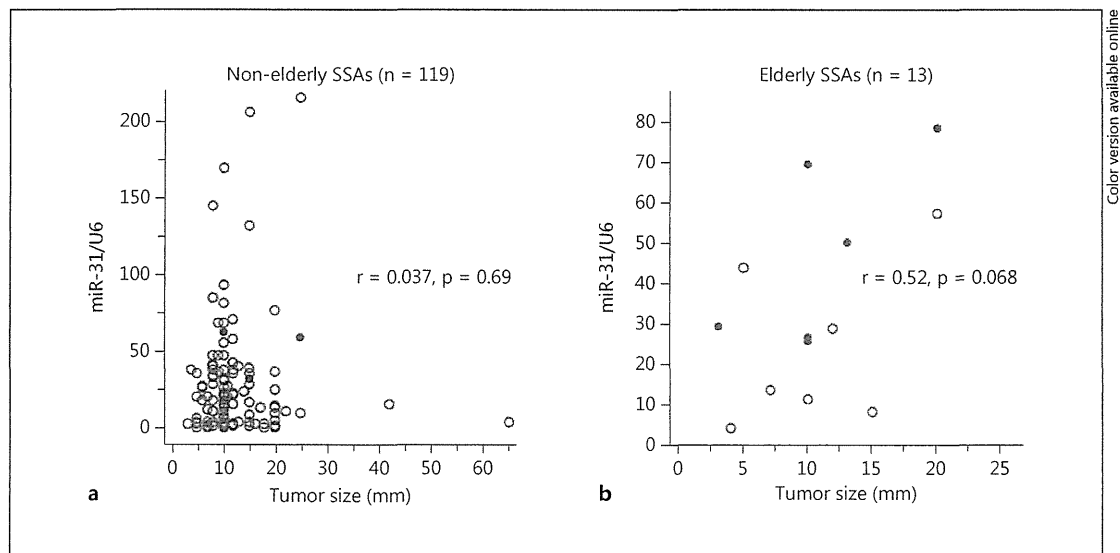 Non-elderly SSAs (n = 119)
200
150
100
50
0
miR-31/U6
r = 0.037, p = 0.69
0 10 20 30 40 50 60
Tumor size (mm)
a
Elderly SSAs (n = 13)
80
70
60
50
40
30
20
10
0
miR-31/U6
r = 0.52, p = 0.068
0 5 10 15 20 25
Tumor size (mm)
b
Color version available online